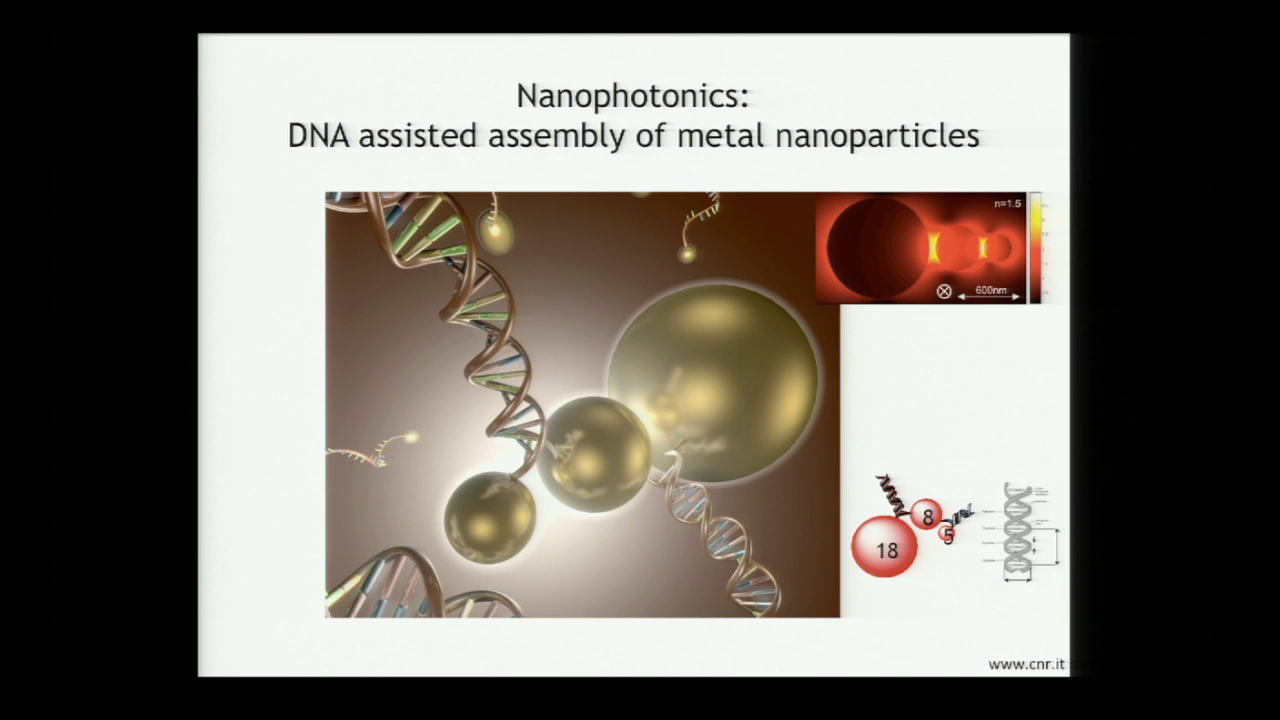 Nanophotonics:
DNA assisted assembly of metal nanoparticles
n=1.5
600nm
8
5
18
www.cnr.it